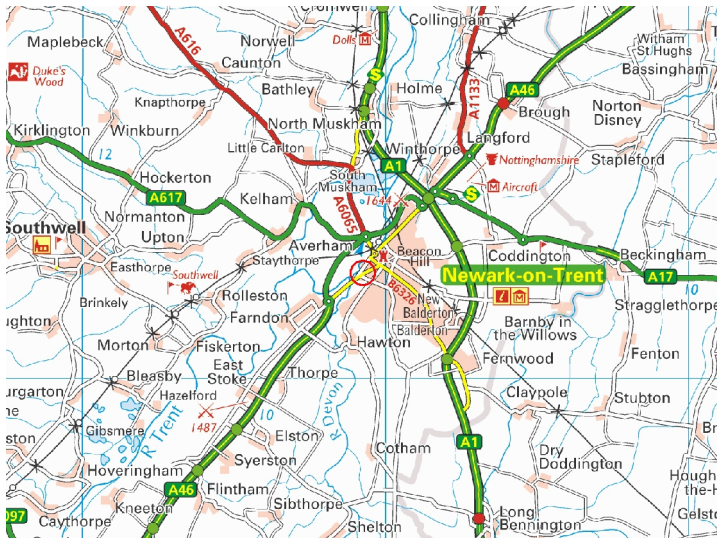 Cromwell
Collingham
Maplebeck
A616
Norwell
Dolls
Witham
St Hughs
Caunton
Bassingham
Duke's
Wood
Bathley
Holme
A1133
A46
Knapthorpe
Brough
Norton
Disney
North Muskham
Kirklington
Winkburn
Langford
12
Little Carlton
Winthorpe
Nottinghamshire
Stapleford
A1
Hockerton
South
Muskham
Aircraft
A617
Kelham
1644
A6065
Normanton
Southwell
Upton
Averham
Beacon
Hill
Coddington
Beckingham
Easthorpe
Staythorpe
Southwell
Newark-on-Trent
A17
10
Brinkely
Rolleston
B6326
New
Balderton
Stragglethorpe
Farndon
Balderton
Barnby in
the Willows
Morton
Fiskerton
Hawton
Fernwood
Fenton
Bleasby
East
Stoke
Thorpe
Hazelford
Claypole
Stubton
R Trent
10
R Devon
1487
Gibsmere
Elston
A1
Cotham
Dry
Doddington
Hoveringham
Syerston
Hough-
the-H
A46
Flintham
Sibthorpe
Long
Bennington
Kneeton
Caythorpe
Shelton